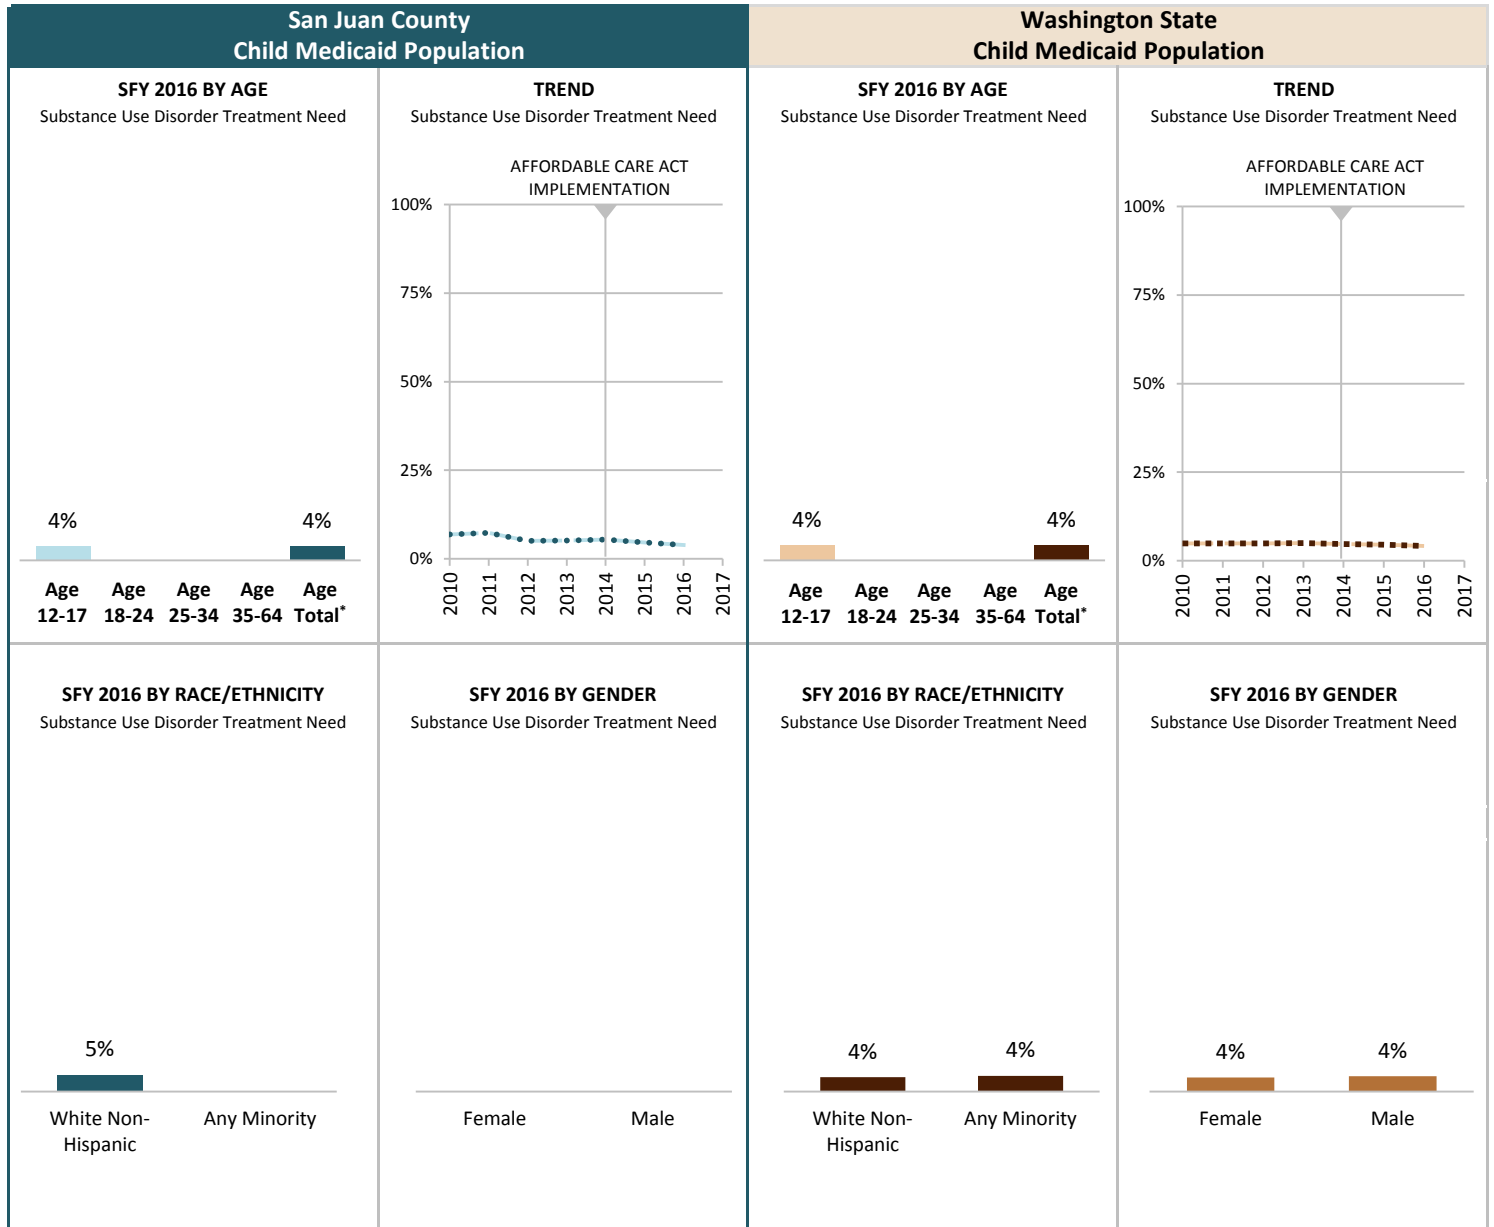 San Juan County
Child Medicaid Population
SFY 2016 BY AGE
Substance Use Disorder Treatment Need
4%
4%
Age
12-17
Age
18-24
Age
25-34
Age
35-64
Age
Total*
TREND
Substance Use Disorder Treatment Need
AFFORDABLE CARE ACT
IMPLEMENTATION
100%
75%
50%
25%
0%
2010
2011
2012
2013
2014
2015
2016
2017
SFY 2016 BY RACE/ETHNICITY
Substance Use Disorder Treatment Need
5%
White Non-
Hispanic
Any Minority
SFY 2016 BY GENDER
Substance Use Disorder Treatment Need
Female
Male
Washington State
Child Medicaid Population
SFY 2016 BY AGE
Substance Use Disorder Treatment Need
4%
4%
Age
12-17
Age
18-24
Age
25-34
Age
35-64
Age
Total*
TREND
Substance Use Disorder Treatment Need
AFFORDABLE CARE ACT
IMPLEMENTATION
100%
75%
50%
25%
0%
2010
2011
2012
2013
2014
2015
2016
2017
SFY 2016 BY RACE/ETHNICITY
Substance Use Disorder Treatment Need
4%
4%
White Non-
Hispanic
Any Minority
SFY 2016 BY GENDER
Substance Use Disorder Treatment Need
4%
4%
Female
Male